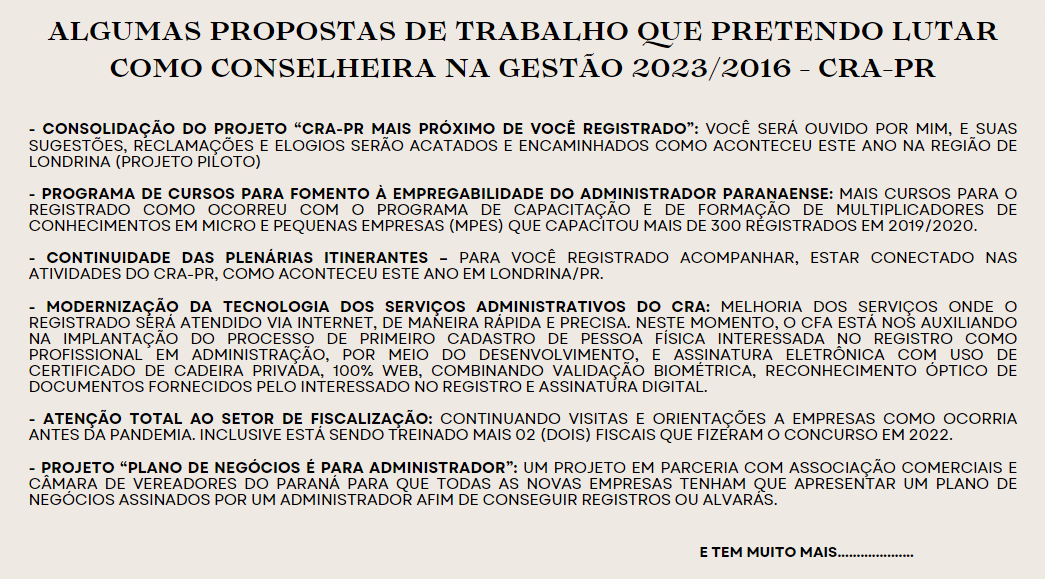 ALGUMAS PROPOSTAS DE TRABALHO QUE PRETENDO LUTAR
COMO CONSELHEIRA NA GESTÃO 2023/2016 - CRA-PR
- CONSOLIDAÇÃO DO PROJETO “CRA-PR MAIS PRÓXIMO DE VOCÊ REGISTRADO”: VOCÊ SERÁ OUVIDO POR MIM, E SUAS
SUGESTÕES, RECLAMAÇÕES E ELOGIOS SERÃO ACATADOS E ENCAMINHADOS COMO ACONTECEU ESTE ANO NA REGIÃO DE
LONDRINA (PROJETO PILOTO)
- PROGRAMA DE CURSOS PARA FOMENTO À EMPREGABILIDADE DO ADMINISTRADOR PARANAENSE: MAIS CURSOS PARA O
REGISTRADO COMO OCORREU COM O PROGRAMA DE CAPACITAÇÃO E DE FORMAÇÃO DE MULTIPLICADORES DE
CONHECIMENTOS EM MICRO E PEQUENAS EMPRESAS (MPES) QUE CAPACITOU MAIS DE 300 REGISTRADOS EM 2019/2020.
- CONTINUIDADE DAS PLENÁRIAS ITINERANTES – PARA VOCÊ REGISTRADO ACOMPANHAR, ESTAR CONECTADO NAS
ATIVIDADES DO CRA-PR, COMO ACONTECEU ESTE ANO EM LONDRINA/PR.
- MODERNIZAÇÃO DA TECNOLOGIA DOS SERVIÇOS ADMINISTRATIVOS DO CRA: MELHORIA DOS SERVIÇOS ONDE O
REGISTRADO SERÁ ATENDIDO VIA INTERNET, DE MANEIRA RÁPIDA E PRECISA. NESTE MOMENTO, O CFA ESTÁ NOS AUXILIANDO
NA IMPLANTAÇÃO DO PROCESSO DE PRIMEIRO CADASTRO DE PESSOA FÍSICA INTERESSADA NO REGISTRO COMO
PROFISSIONAL EM ADMINISTRAÇÃO, POR MEIO DO DESENVOLVIMENTO, E ASSINATURA ELETRÔNICA COM USO DE
CERTIFICADO DE CADEIRA PRIVADA, 100% WEB, COMBINANDO VALIDAÇÃO BIOMÉTRICA, RECONHECIMENTO ÓPTICO DE
DOCUMENTOS FORNECIDOS PELO INTERESSADO NO REGISTRO E ASSINATURA DIGITAL.
- ATENÇÃO TOTAL AO SETOR DE FISCALIZAÇÃO: CONTINUANDO VISITAS E ORIENTAÇÕES A EMPRESAS COMO OCORRIA
ANTES DA PANDEMIA. INCLUSIVE ESTÁ SENDO TREINADO MAIS 02 (DOIS) FISCAIS QUE FIZERAM O CONCURSO EM 2022.
- PROJETO “PLANO DE NEGÓCIOS É PARA ADMINISTRADOR”: UM PROJETO EM PARCERIA COM ASSOCIAÇÃO COMERCIAIS E
CÂMARA DE VEREADORES DO PARANÁ PARA QUE TODAS AS NOVAS EMPRESAS TENHAM QUE APRESENTAR UM PLANO DE
NEGÓCIOS ASSINADOS POR UM ADMINISTRADOR AFIM DE CONSEGUIR REGISTROS OU ALVARÁS.
E TEM MUITO MAIS....................